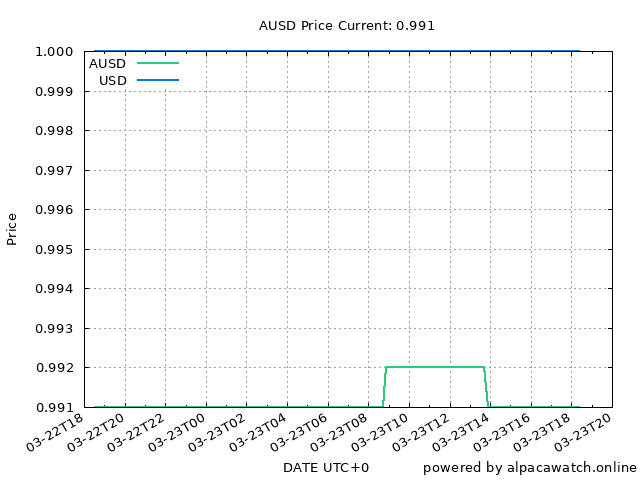 AUSD Price Current: 0.991
1.000
AUSD
USD
0.999
0.998
0.997
0.996
0.995
0.994
0.993
0.992
0.991
Price
03-22T18
03-22T20
03-22T22
03-23T00
03-23T02
03-23T04
03-23T06
03-23T08
03-23T10
03-23T12
03-23T14
03-23T16
03-23T18
03-23T20
DATE UTC+0
powered by alpacawatch.online